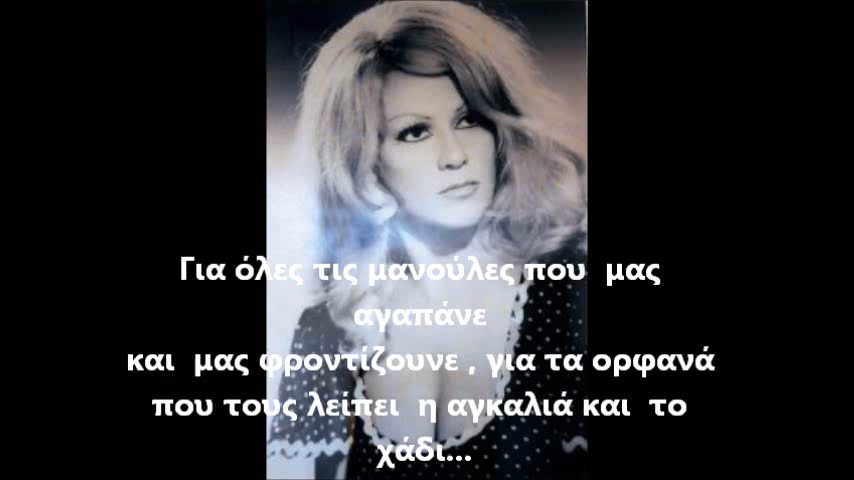 Για όλες τις μανούλες που μας
αγαπάνε
και μας φροντίζουνε , για τα ορφανά
που τους λείπει η αγκαλιά και το
χάδι...